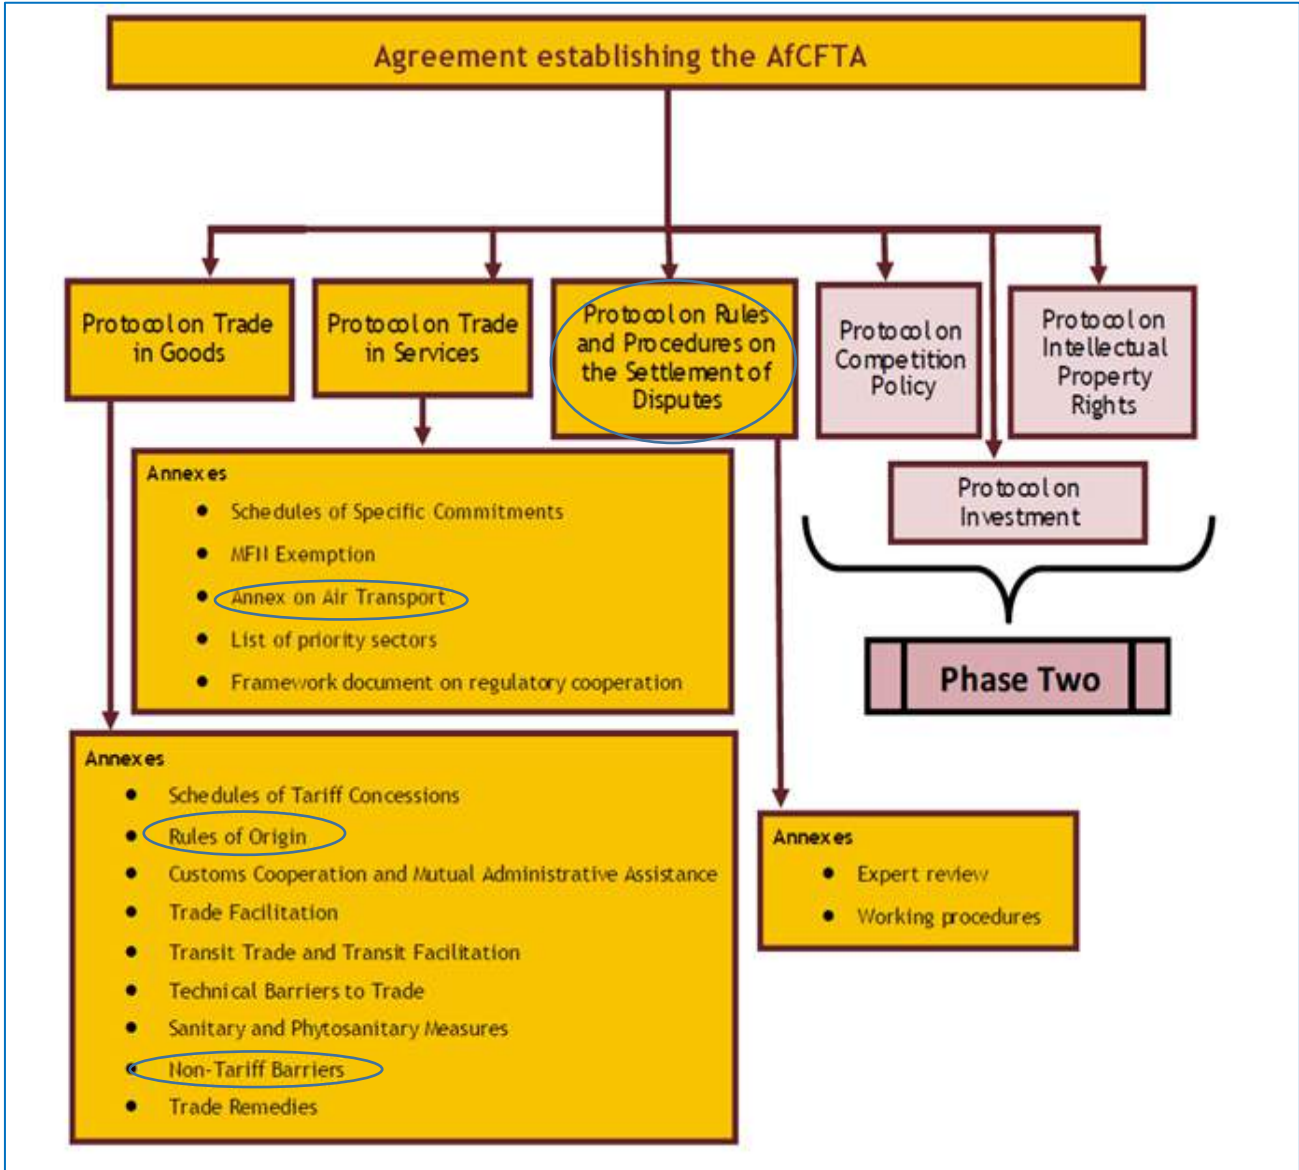 Agreement establishing the AfCFTA
Protocol on Trade
in Goods
Protocol on Trade
in Services
Protocol on Rules
and Procedures on
the Settlement of
Disputes
Protocol on
Competition
Policy
Protocol on
Intellectual
Property
Rights
Protocol on
Investment
Phase Two
Annexes
• Schedules of Specific Commitments
• MFN Exemption
• Annex on Air Transport
• List of priority sectors
• Framework document on regulatory cooperation
Annexes
• Schedules of Tariff Concessions
• Rules of Origin
• Customs Cooperation and Mutual Administrative Assistance
• Trade Facilitation
• Transit Trade and Transit Facilitation
• Technical Barriers to Trade
• Sanitary and Phytosanitary Measures
• Non-Tariff Barriers
• Trade Remedies
Annexes
• Expert review
• Working procedures